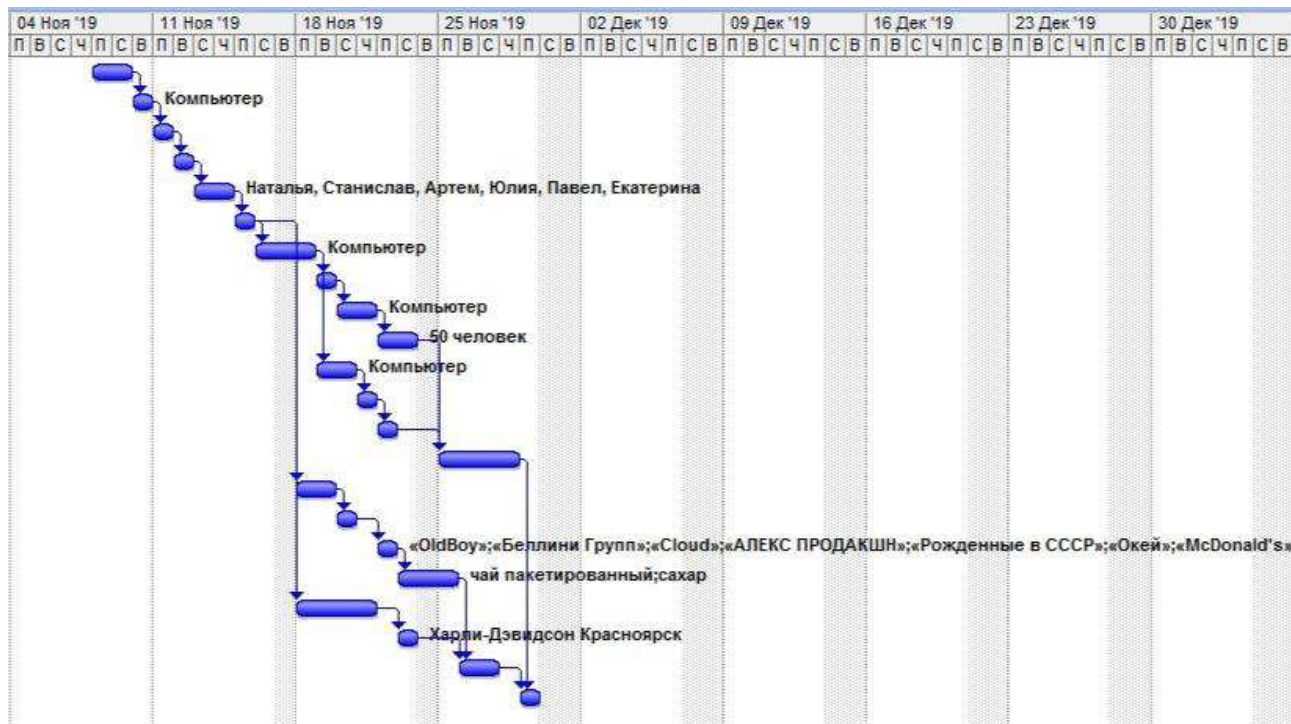 04 Ноя '19 11 Ноя '19 18 Ноя '19 25 Ноя '19 02 Дек '19 09 Дек '19 16 Дек '19 23 Дек '19 30 Дек '19
П В С Ч П С В П В С Ч П С В П В С Ч П С В П В С Ч П С В П В С Ч П С В П В С Ч П С В П В С Ч П С В П В С Ч П С В П В С Ч П С В
Компьютер
Наталья, Станислав, Артем, Юлия, Павел, Екатерина
Компьютер
Компьютер
50 человек
Компьютер
«OldBoy»;«Беллини Групп»;«Cloud»;«АЛЕКС ПРОДАКШН»;«Рожденные в СССР»;«Окей»;«McDonald's»
чай пакетированный;сахар
Харли-Дэвидсон Красноярск